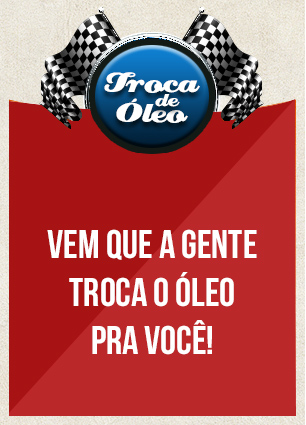 Troca
de
Óleo
VEM QUE A GENTE
TROCA O ÓLEO
PRA VOCÊ!